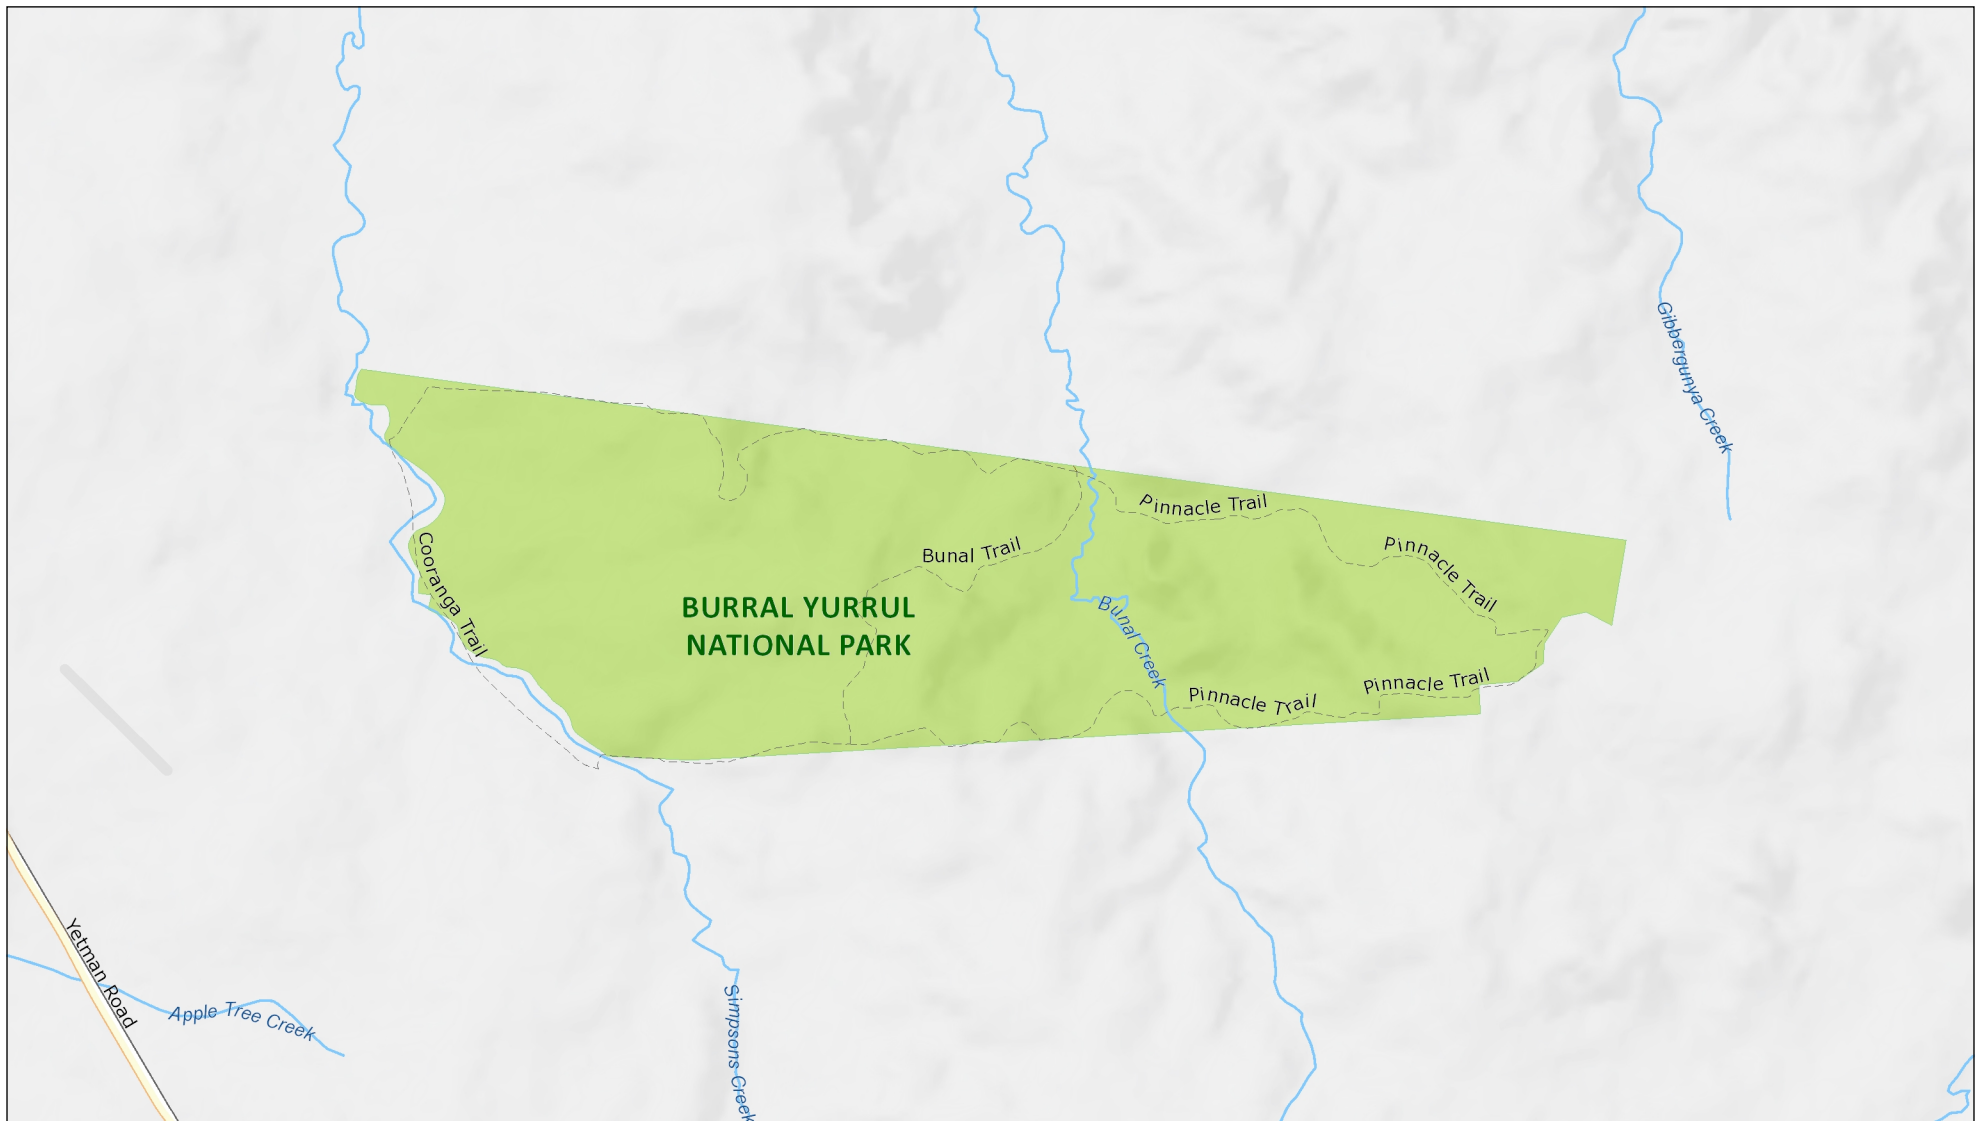 Gibbergunya Creek
Pinnacle Trail
Pinnacle Trail
Bunal Trail
Cooranga Trail
BURRAL YURRUL
NATIONAL PARK
Bunal Creek
Pinnacle Trail
Pinnacle Trail
Yetman Road
Apple Tree Creek
Simpsons Creek